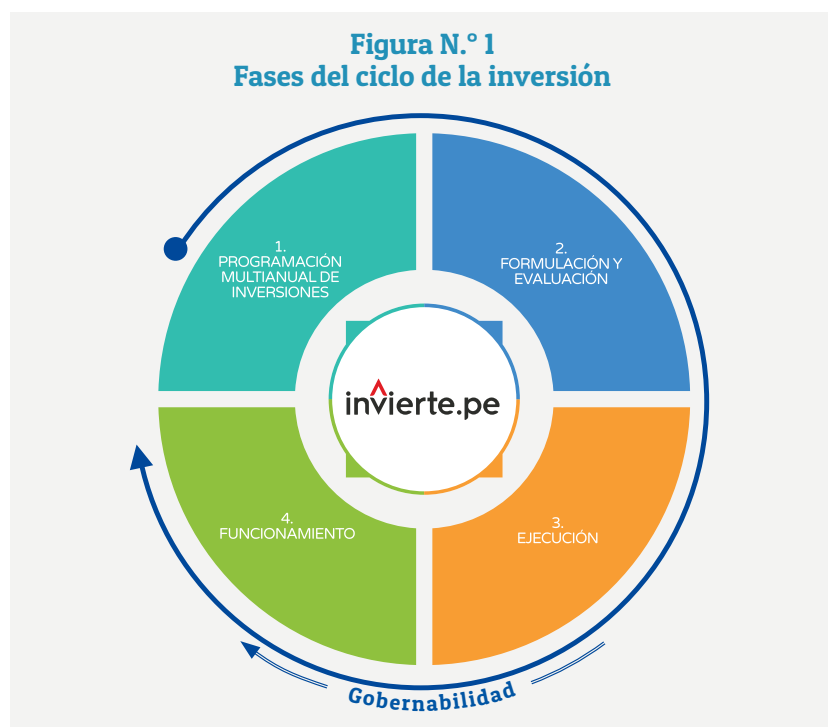 Figura N.° 1
Fases del ciclo de la inversión
1.
PROGRAMACIÓN
MULTIANUAL DE
INVERSIONES
2.
FORMULACIÓN Y
EVALUACIÓN
invierte.pe
4.
FUNCIONAMIENTO
3.
EJECUCIÓN
Gobernabilidad